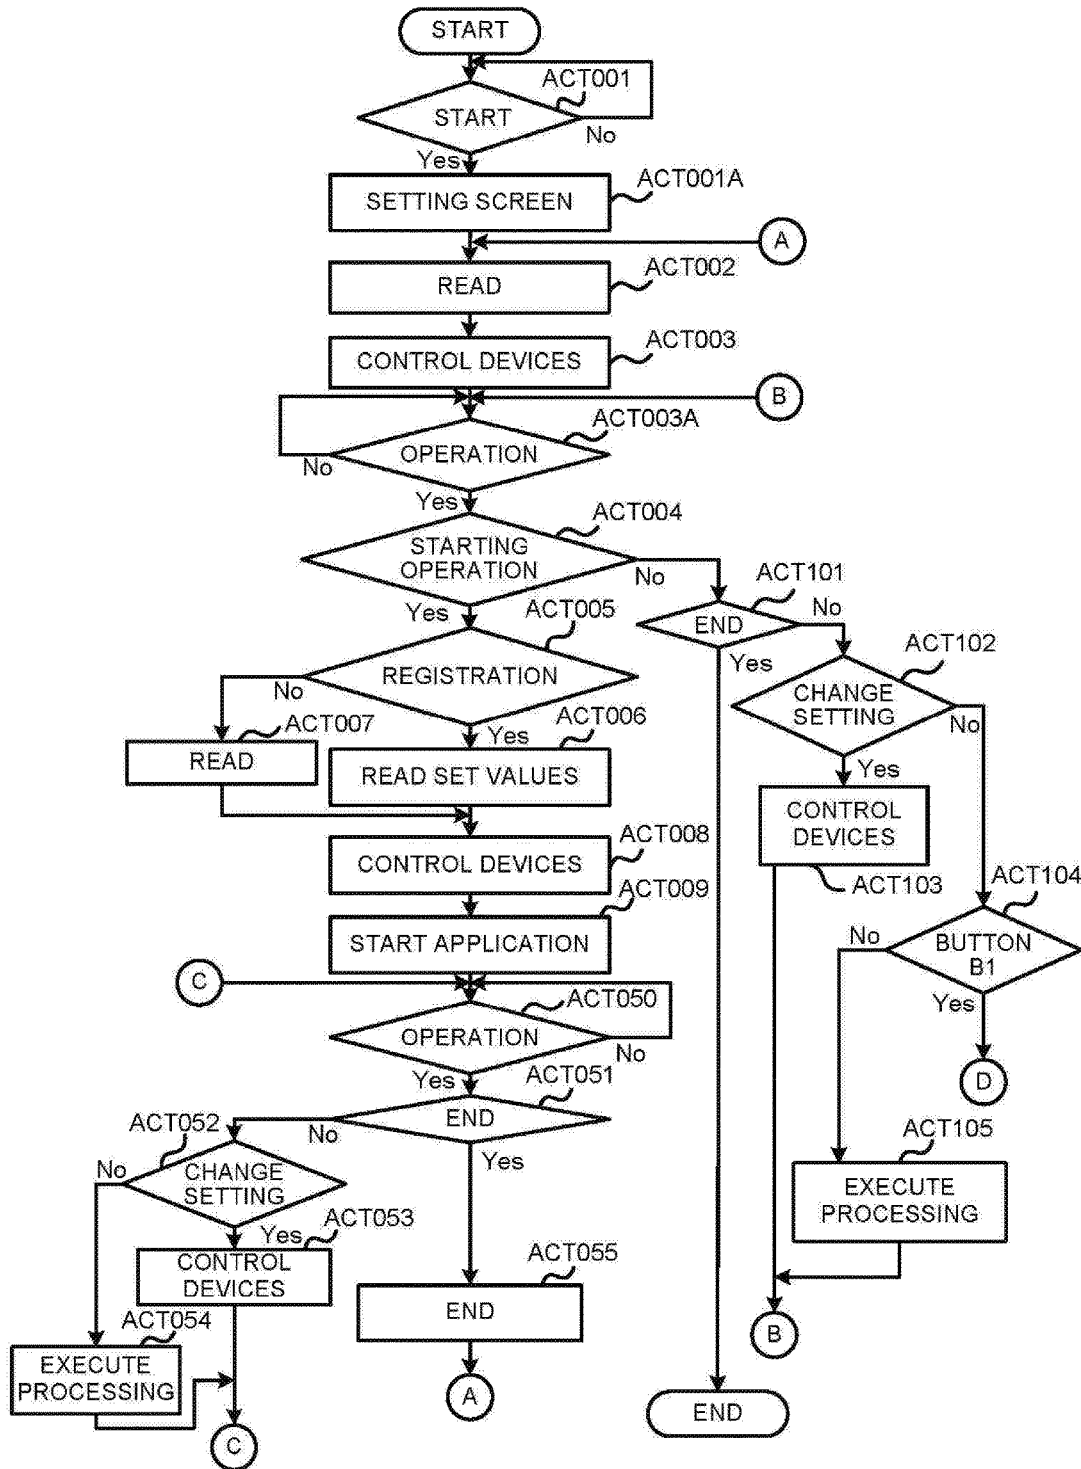 START
ACT001
START
No
Yes
ACT001A
SETTING SCREEN
A
ACT002
READ
ACT003
CONTROL DEVICES
B
ACT003A
OPERATION
No
Yes
ACT004
STARTING
OPERATION
No
Yes
ACT101
END
No
Yes
ACT005
REGISTRATION
No
Yes
ACT102
CHANGE
SETTING
No
Yes
ACT007
READ
ACT006
READ SET VALUES
CONTROL
DEVICES
ACT103
ACT008
CONTROL DEVICES
ACT009
START APPLICATION
ACT104
BUTTON
B1
No
Yes
D
C
ACT050
OPERATION
No
Yes
ACT051
END
No
Yes
ACT052
CHANGE
SETTING
No
Yes
ACT105
EXECUTE
PROCESSING
ACT053
CONTROL
DEVICES
ACT055
END
ACT054
EXECUTE
PROCESSING
B
A
END
C